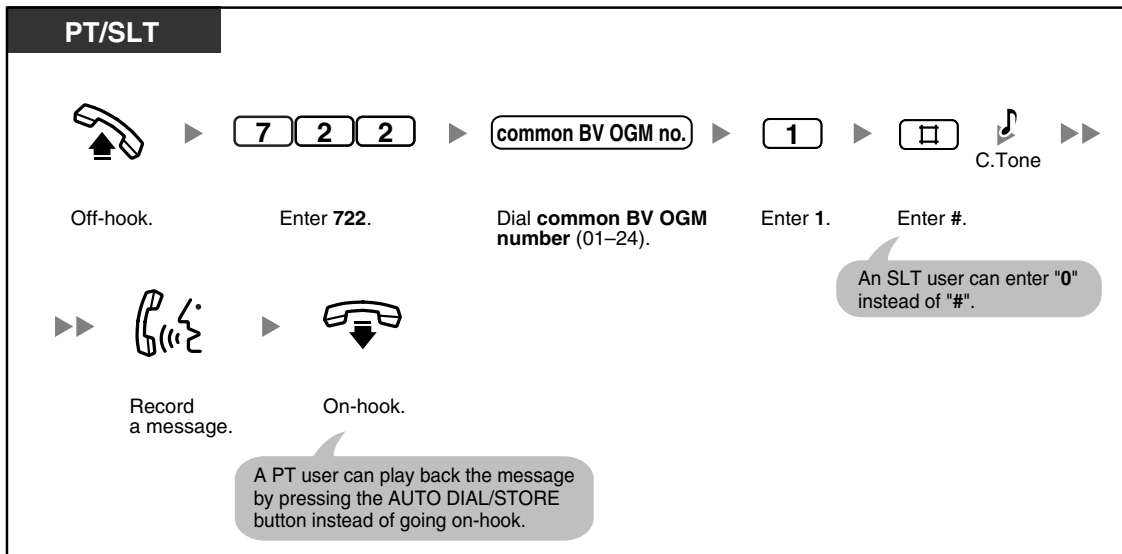 PT/SLT
7 2 2
common BV OGM no.
1
#
C.Tone
Off-hook.
Enter 722.
Dial common BV OGM
number (01–24).
Enter 1.
Enter #.
An SLT user can enter "0"
instead of "#".
Record
a message.
On-hook.
A PT user can play back the message
by pressing the AUTO DIAL/STORE
button instead of going on-hook.